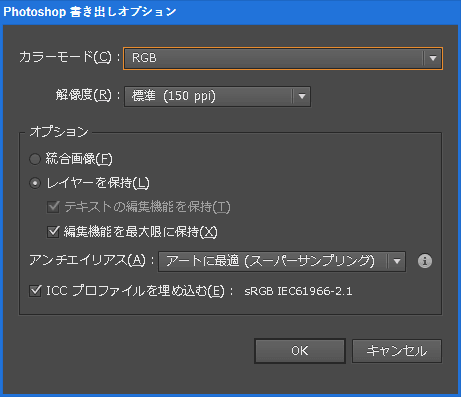 Photoshop 書き出しオプション
カラーモード(C)： RGB
解像度(R)： 標準 (150 ppi)
オプション
統合画像(F)
レイヤーを保持(L)
テキストの編集機能を保持(T)
編集機能を最大限に保持(X)
アンチエイリアス(A)： アートに最適 (スーパーサンプリング)
ICC プロファイルを埋め込む(E)： sRGB IEC61966-2.1
OK キャンセル